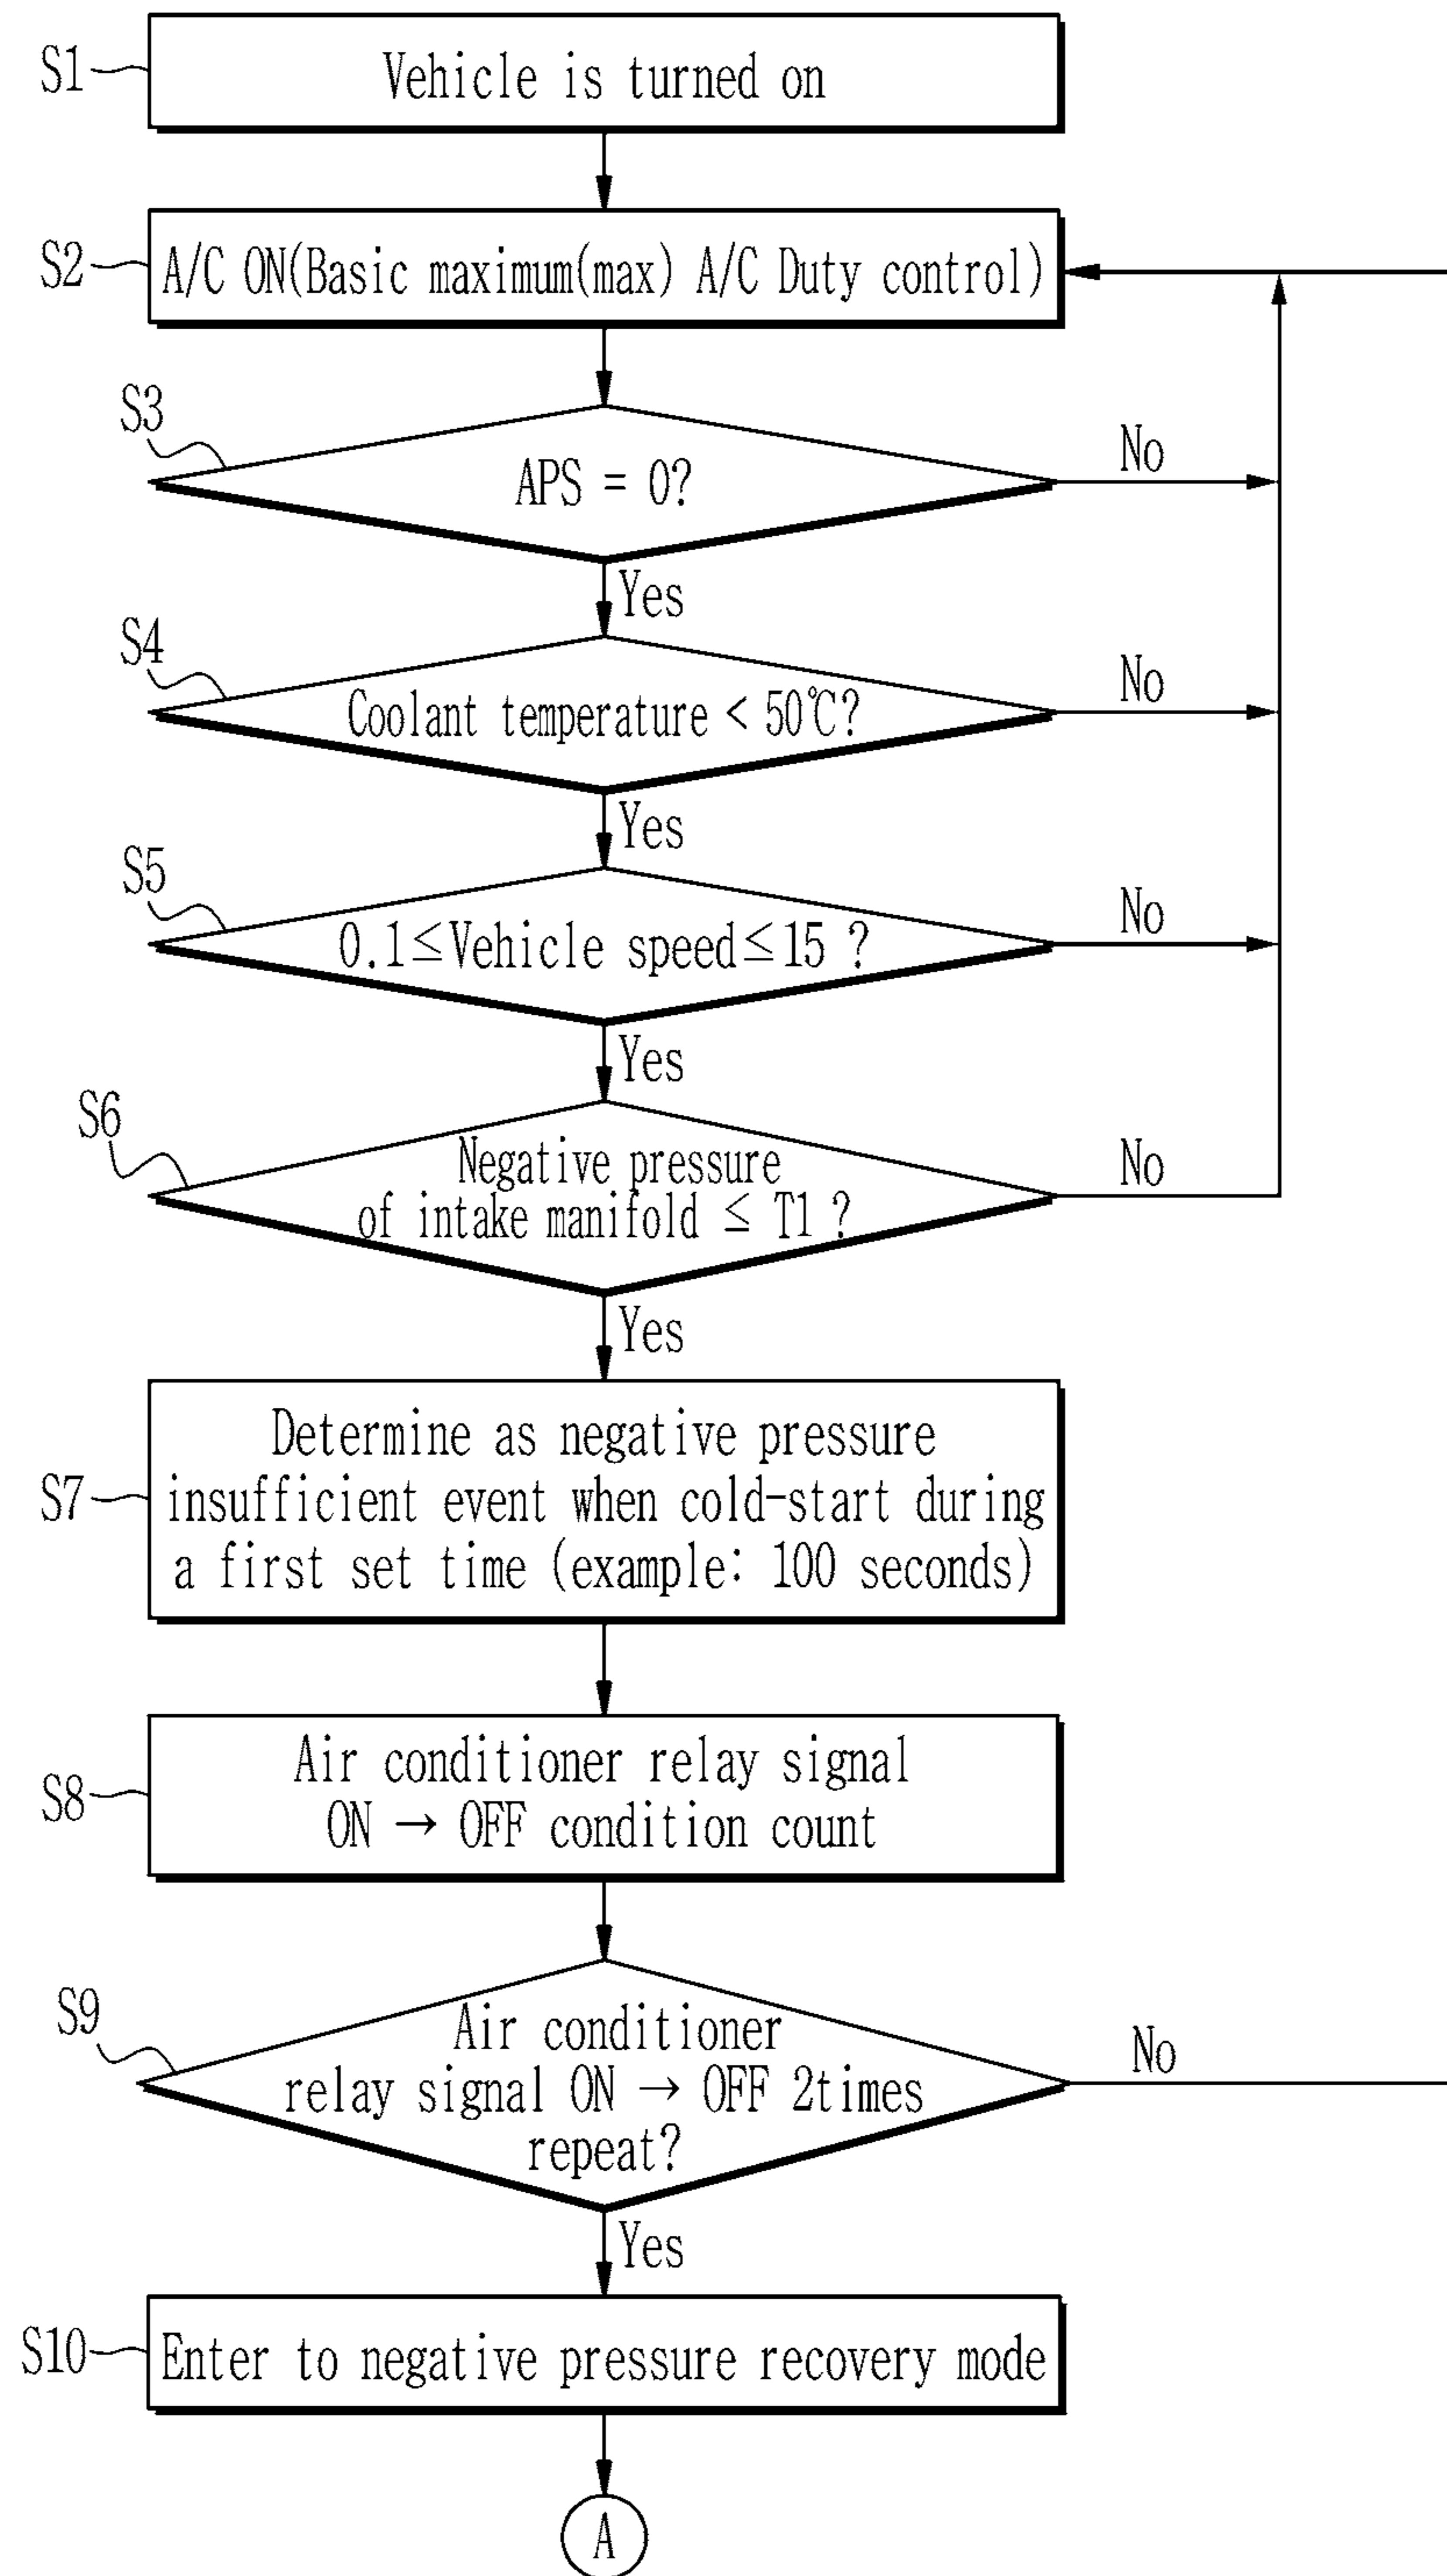 S1
Vehicle is turned on
S2
A/C ON(Basic maximum(max) A/C Duty control)
S3
APS = 0?
No
Yes
S4
Coolant temperature < 50℃?
No
Yes
S5
0.1≤Vehicle speed≤15 ?
No
Yes
S6
Negative pressure
of intake manifold ≤ T1 ?
No
Yes
S7
Determine as negative pressure
insufficient event when cold-start during
a first set time (example: 100 seconds)
S8
Air conditioner relay signal
ON → OFF condition count
S9
Air conditioner
relay signal ON → OFF 2times
repeat?
No
Yes
S10
Enter to negative pressure recovery mode
A